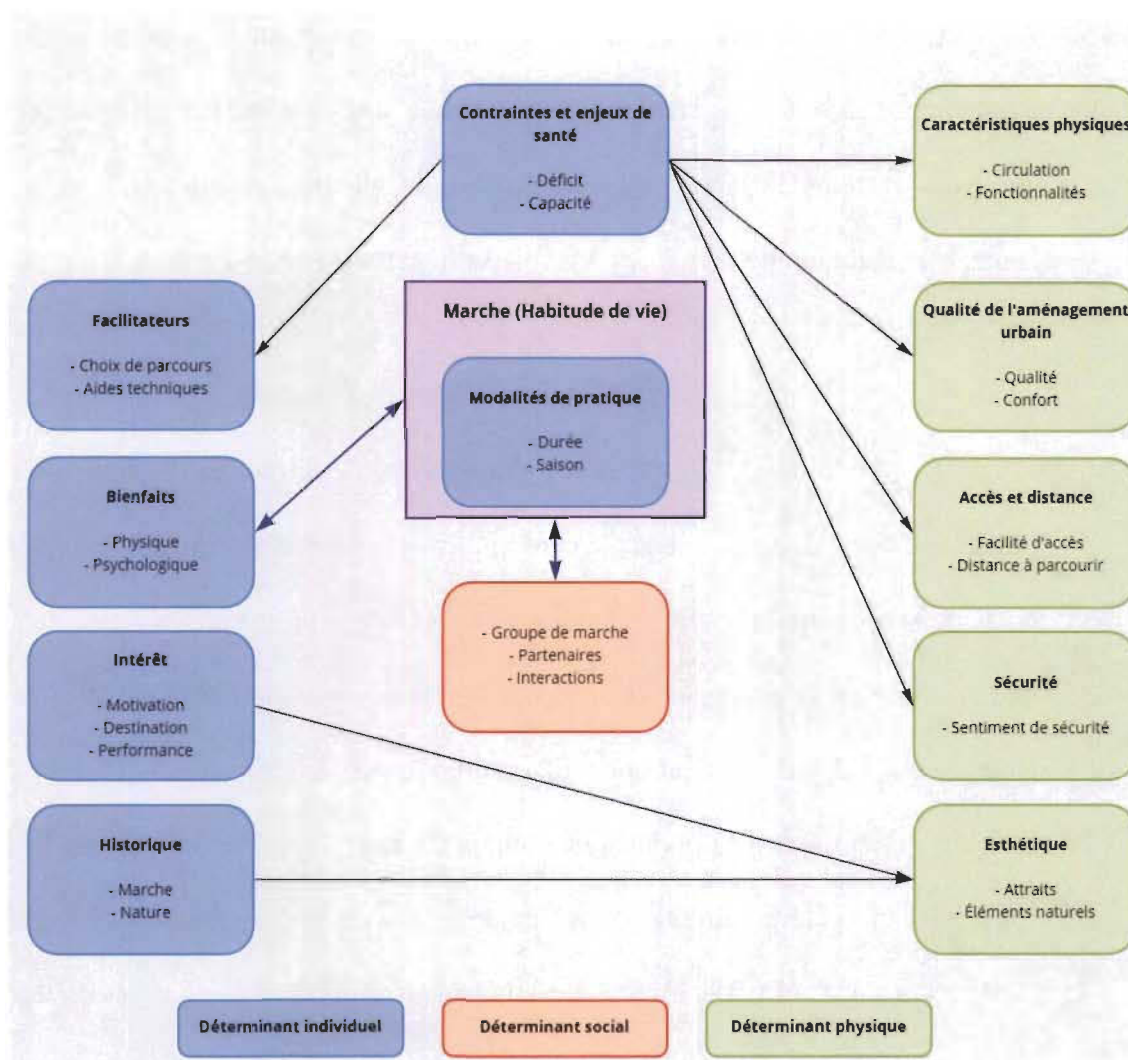 Contraintes et enjeux de
santé
- Déficit
- Capacité
Caractéristiques physiques
- Circulation
- Fonctionnalités
Facilitateurs
- Choix de parcours
- Aides techniques
Marche (Habitude de vie)
Modalités de pratique
- Durée
- Saison
Qualité de l'aménagement
urbain
- Qualité
- Confort
Bienfaits
- Physique
- Psychologique
Accès et distance
- Facilité d'accès
- Distance à parcourir
- Groupe de marche
- Partenaires
- Interactions
Intérêt
- Motivation
- Destination
- Performance
Sécurité
- Sentiment de sécurité
Historique
- Marche
- Nature
Esthétique
- Attraits
- Éléments naturels
Déterminant individuel
Déterminant social
Déterminant physique